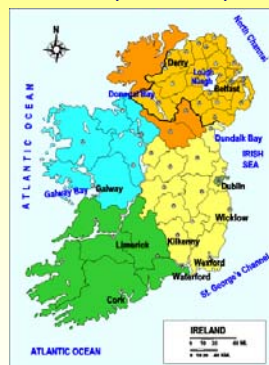 North Channel
Derry
Lough
Neagh
Donegal Bay
Belfast
ATLANTIC OCEAN
Dundalk Bay
IRISH
SEA
Galway Bay
Galway
Dublin
Wicklow
Limerick
Kilkenny
Wexford
Waterford
St. George's Channel
Cork
IRELAND
ATLANTIC OCEAN